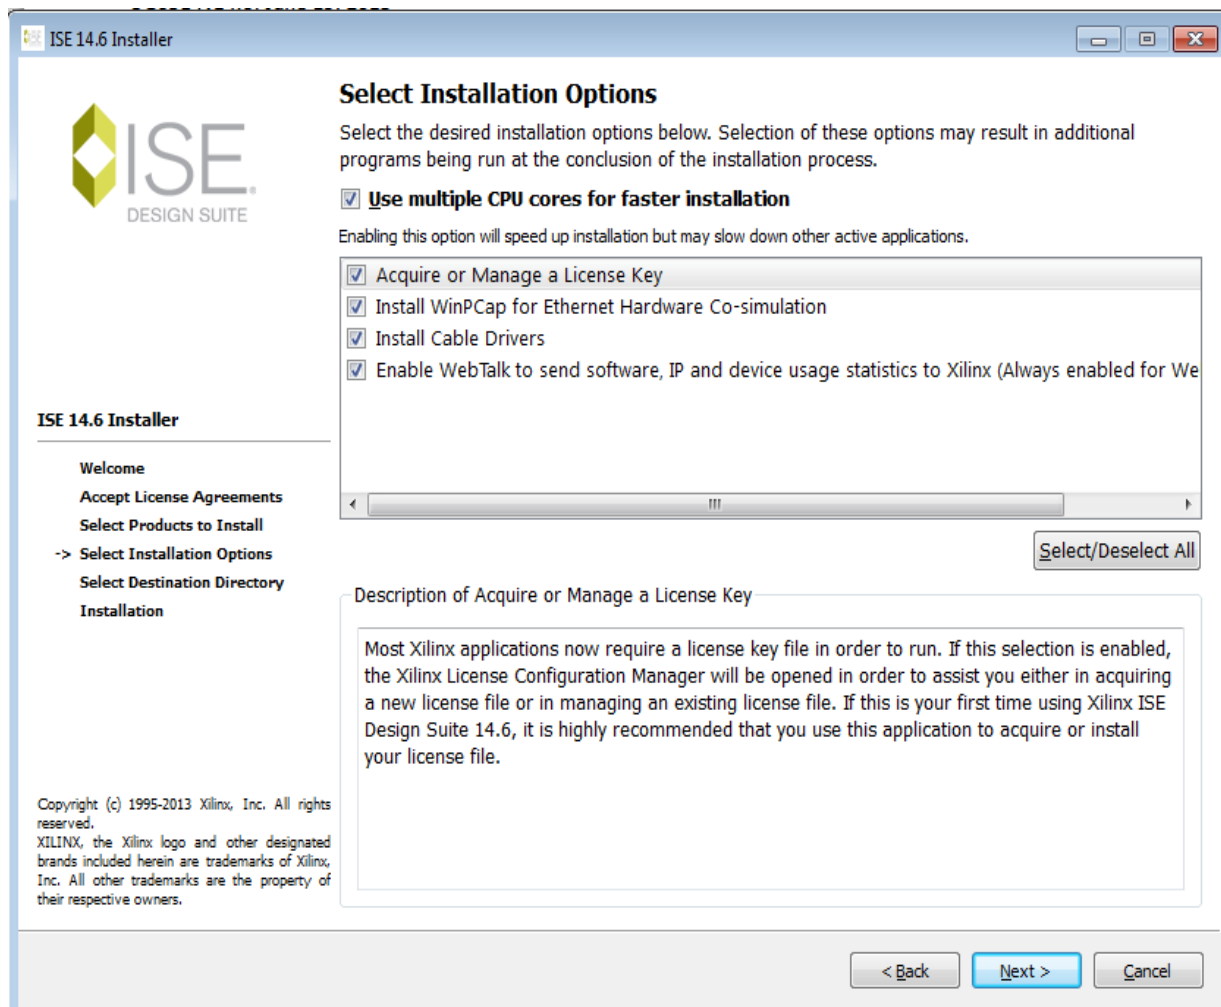 ISE 14.6 Installer
ISE®
DESIGN SUITE
ISE 14.6 Installer
Welcome
Accept License Agreements
Select Products to Install
-> Select Installation Options
Select Destination Directory
Installation
Copyright (c) 1995-2013 Xilinx, Inc. All rights
reserved.
XILINX, the Xilinx logo and other designated
brands included herein are trademarks of Xilinx,
Inc. All other trademarks are the property of
their respective owners.
Select Installation Options
Select the desired installation options below. Selection of these options may result in additional
programs being run at the conclusion of the installation process.
Use multiple CPU cores for faster installation
Enabling this option will speed up installation but may slow down other active applications.
Acquire or Manage a License Key
Install WinPCap for Ethernet Hardware Co-simulation
Install Cable Drivers
Enable WebTalk to send software, IP and device usage statistics to Xilinx (Always enabled for We
Select/Deselect All
Description of Acquire or Manage a License Key
Most Xilinx applications now require a license key file in order to run. If this selection is enabled,
the Xilinx License Configuration Manager will be opened in order to assist you either in acquiring
a new license file or in managing an existing license file. If this is your first time using Xilinx ISE
Design Suite 14.6, it is highly recommended that you use this application to acquire or install
your license file.
< Back
Next >
Cancel